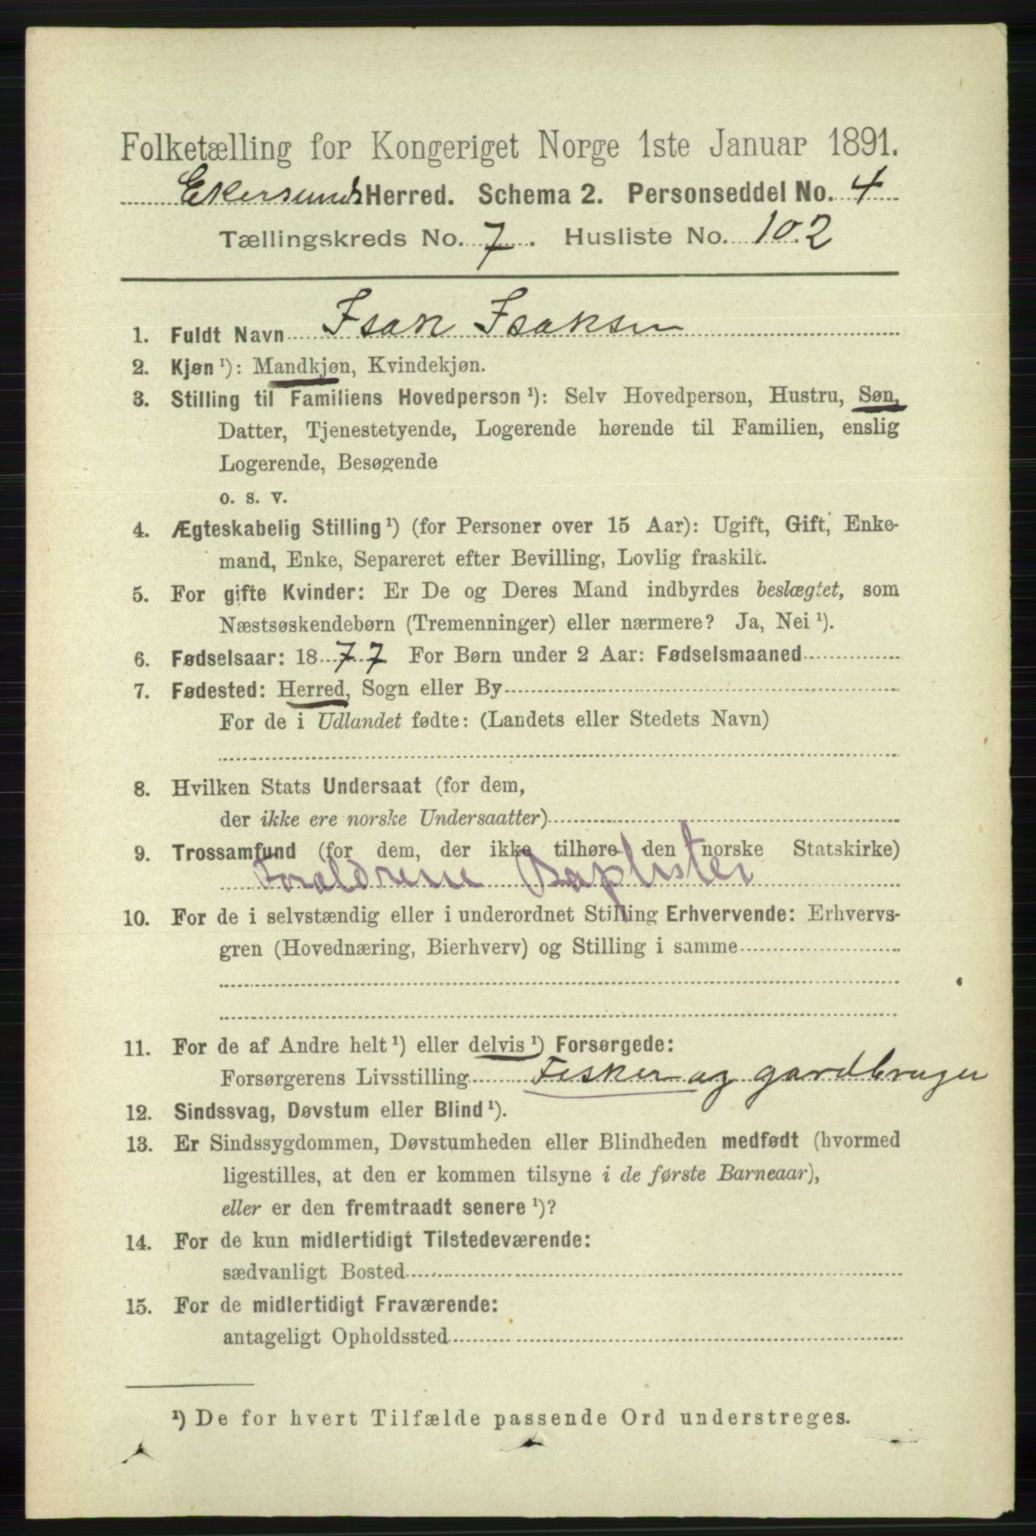 Folketælling for Kongeriget Norge 1ste Januar 1891.
Ekersunds Herred. Schema 2. Personseddel No. 4
Tællingskreds No. 7. Husliste No. 102
1. Fuldt Navn Isak Isaksen
2. Kjøn ¹): Mandkjøn, Kvindekjøn.
3. Stilling til Familiens Hovedperson ¹): Selv Hovedperson, Hustru, Søn,
Datter, Tjenestetyende, Logerende hørende til Familien, enslig
Logerende, Besøgende
o. s. v.
4. Ægteskabelig Stilling ¹) (for Personer over 15 Aar): Ugift, Gift, Enke-
mand, Enke, Separeret efter Bevilling, Lovlig fraskilt.
5. For gifte Kvinder: Er De og Deres Mand indbyrdes beslægtet, som
Næstsøskendebørn (Tremenninger) eller nærmere? Ja, Nei ¹).
6. Fødselsaar: 1877 For Børn under 2 Aar: Fødselsmaaned
7. Fødested: Herred, Sogn eller By
For de i Udlandet fødte: (Landets eller Stedets Navn)
8. Hvilken Stats Undersaat (for dem,
der ikke ere norske Undersaatter)
9. Trossamfund (for dem, der ikke tilhøre den norske Statskirke)
Forældrene Baptister
10. For de i selvstændig eller i underordnet Stilling Erhvervende: Erhvervs-
gren (Hovednæring, Bierhverv) og Stilling i samme
11. For de af Andre helt ¹) eller delvis ¹) Forsørgede:
Forsørgerens Livsstilling Fisker og gardbruger
12. Sindssvag, Døvstum eller Blind ¹).
13. Er Sindssygdommen, Døvstumheden eller Blindheden medfødt (hvormed
ligestilles, at den er kommen tilsyne i de første Barneaar),
eller er den fremtraadt senere ¹)?
14. For de kun midlertidigt Tilstedeværende:
sædvanligt Bosted
15. For de midlertidigt Fraværende:
antageligt Opholdssted
¹) De for hvert Tilfælde passende Ord understreges.